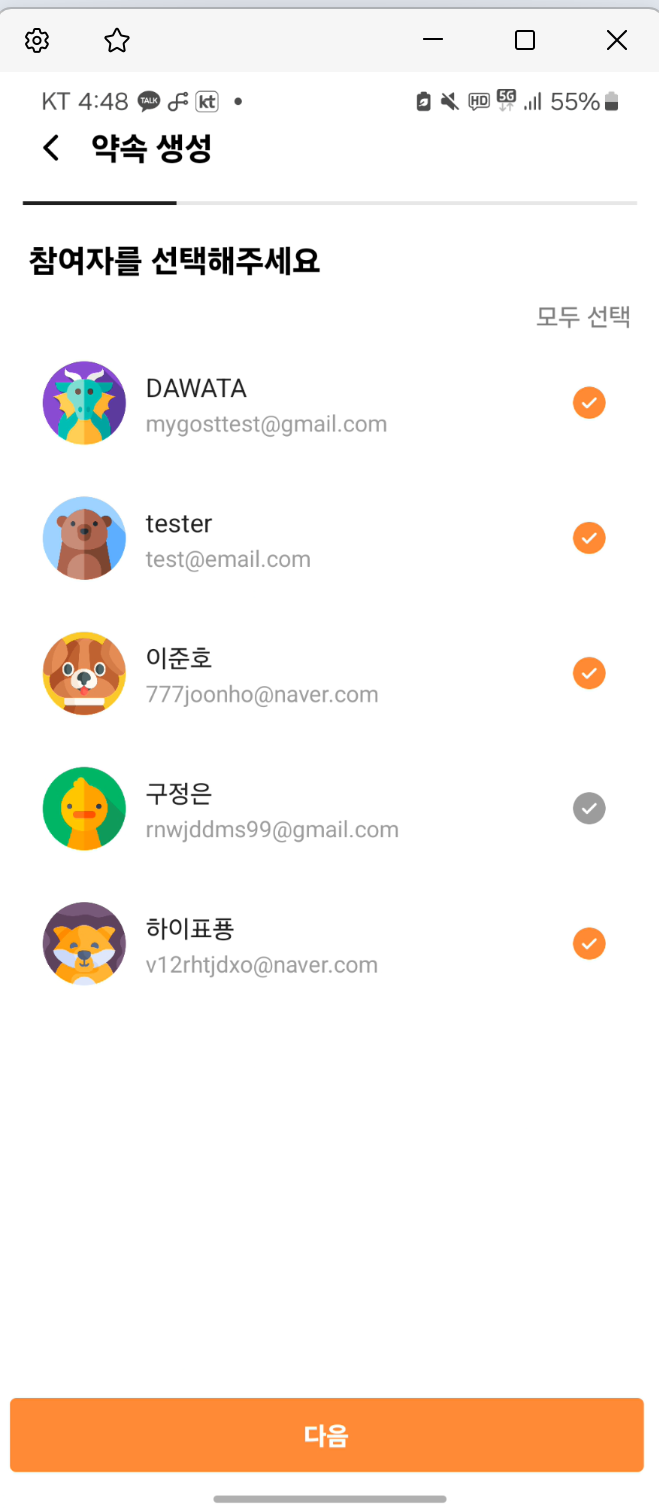 KT 4:48 TALK kt HD 5G 55%
약속 생성
참여자를 선택해주세요
모두 선택
DAWATA
mygosttest@gmail.com
tester
test@email.com
이준호
777joonho@naver.com
구정은
rnwjddms99@gmail.com
하이표푱
v12rhtjdxo@naver.com
다음